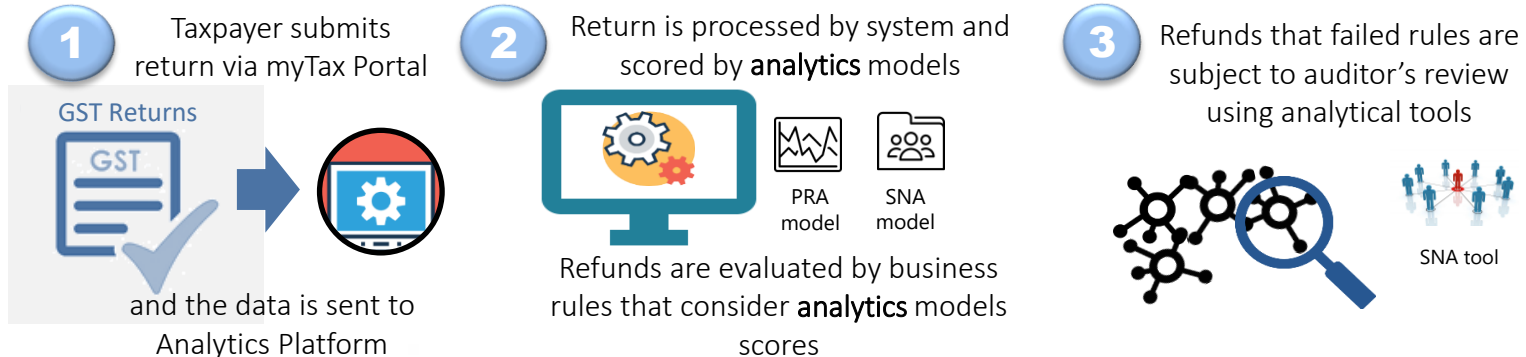 1
Taxpayer submits
return via myTax Portal
GST Returns
GST
and the data is sent to
Analytics Platform
2
Return is processed by system and
scored by analytics models
PRA
model
SNA
model
Refunds are evaluated by business
rules that consider analytics models
scores
3
Refunds that failed rules are
subject to auditor’s review
using analytical tools
SNA tool